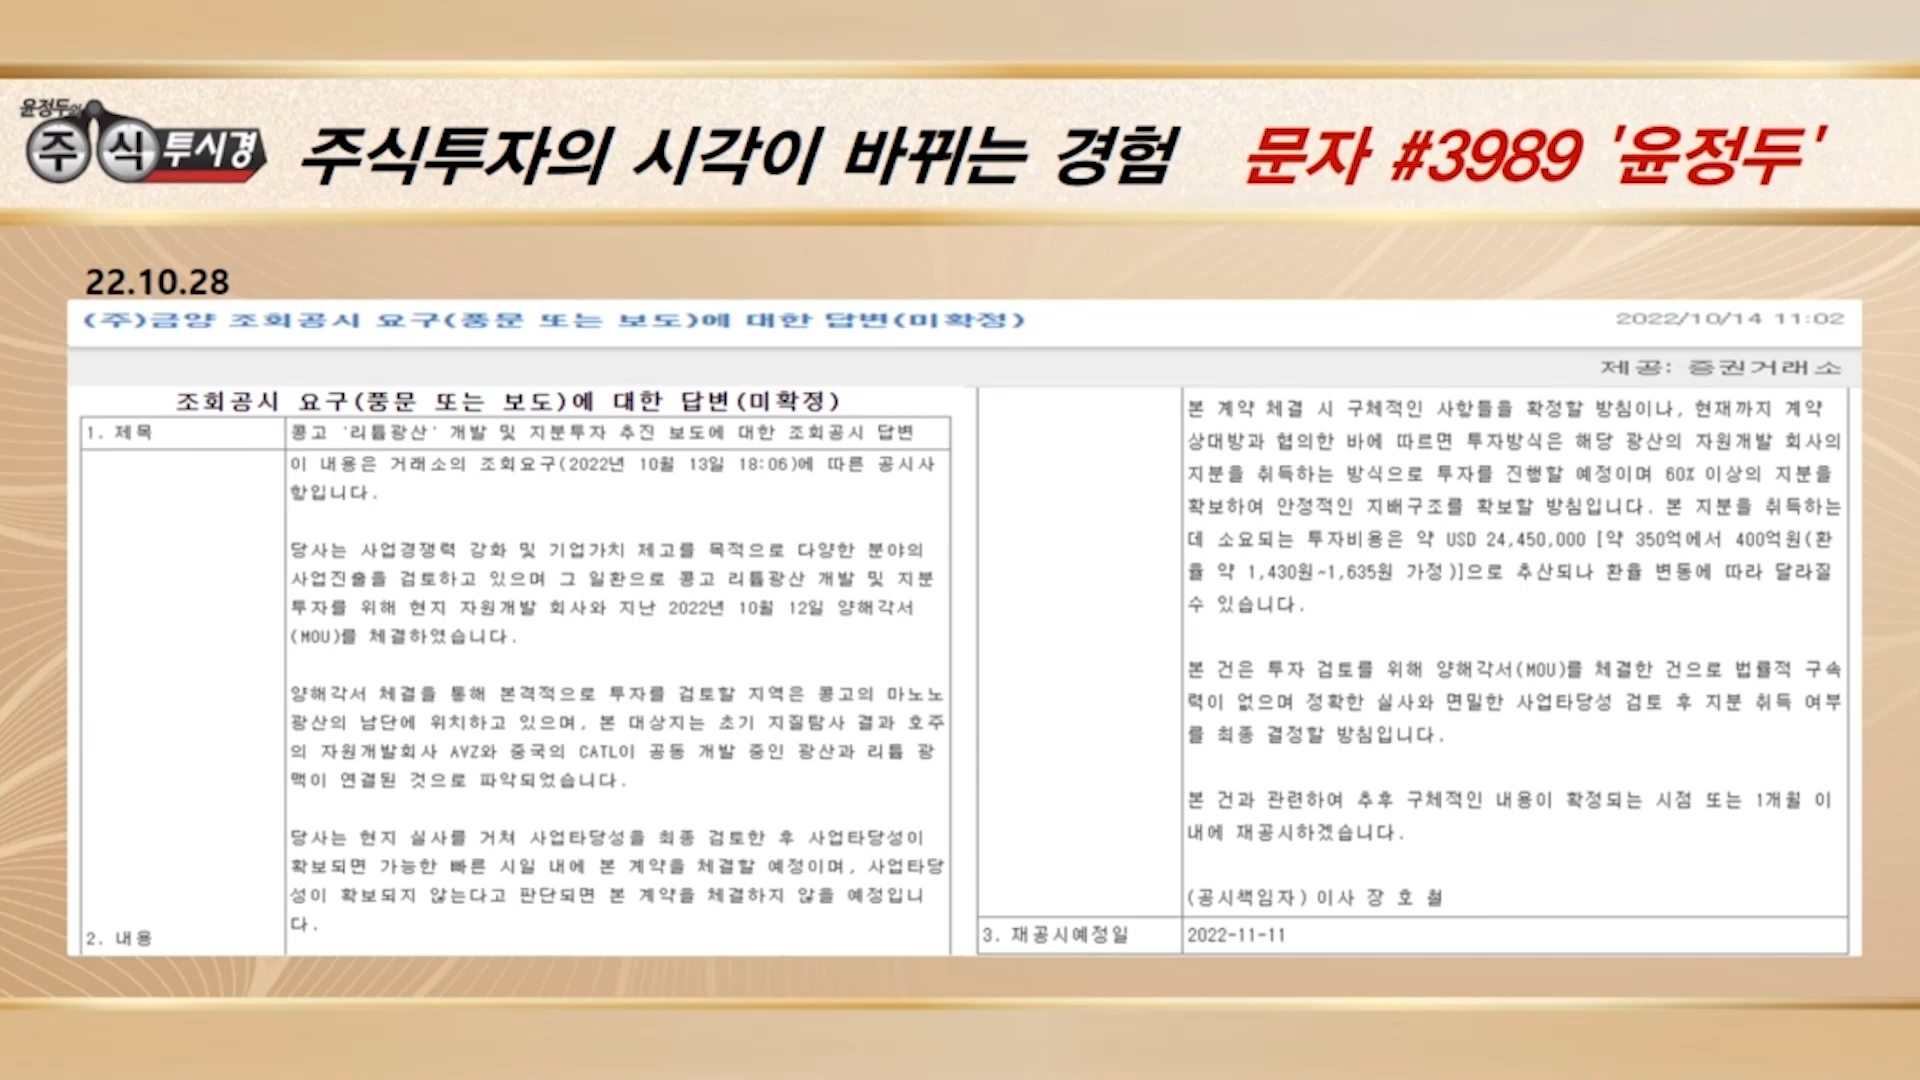 윤정두의
주식투시경
주식투자의 시각이 바뀌는 경험 문자 #3989 '윤정두'
22.10.28
(주)금양 조회공시 요구(풍문 또는 보도)에 대한 답변(미확정)
2022/10/14 11:02
제공: 증권거래소
조회공시 요구(풍문 또는 보도)에 대한 답변(미확정)
1. 제목
콩고 '리튬광산' 개발 및 지분투자 추진 보도에 대한 조회공시 답변
2. 내용
이 내용은 거래소의 조회요구(2022년 10월 13일 18:06)에 따른 공시사
항입니다.
당사는 사업경쟁력 강화 및 기업가치 제고를 목적으로 다양한 분야의
사업진출을 검토하고 있으며 그 일환으로 콩고 리튬광산 개발 및 지분
투자를 위해 현지 자원개발 회사와 지난 2022년 10월 12일 양해각서
(MOU)를 체결하였습니다.
양해각서 체결을 통해 본격적으로 투자를 검토할 지역은 콩고의 마노노
광산의 남단에 위치하고 있으며, 본 대상지는 초기 지질탐사 결과 호주
의 자원개발회사 AVZ와 중국의 CATL이 공동 개발 중인 광산과 리튬 광
맥이 연결된 것으로 파악되었습니다.
당사는 현지 실사를 거쳐 사업타당성을 최종 검토한 후 사업타당성이
확보되면 가능한 빠른 시일 내에 본 계약을 체결할 예정이며, 사업타당
성이 확보되지 않는다고 판단되면 본 계약을 체결하지 않을 예정입니
다.
본 계약 체결 시 구체적인 사항들을 확정할 방침이나, 현재까지 계약
상대방과 협의한 바에 따르면 투자방식은 해당 광산의 자원개발 회사의
지분을 취득하는 방식으로 투자를 진행할 예정이며 60% 이상의 지분을
확보하여 안정적인 지배구조를 확보할 방침입니다. 본 지분을 취득하는
데 소요되는 투자비용은 약 USD 24,450,000 [약 350억에서 400억원(환
율 약 1,430원~1,635원 가정)]으로 추산되나 환율 변동에 따라 달라질
수 있습니다.
본 건은 투자 검토를 위해 양해각서(MOU)를 체결한 건으로 법률적 구속
력이 없으며 정확한 실사와 면밀한 사업타당성 검토 후 지분 취득 여부
를 최종 결정할 방침입니다.
본 건과 관련하여 추후 구체적인 내용이 확정되는 시점 또는 1개월 이
내에 재공시하겠습니다.
(공시책임자) 이사 장 호 철
3. 재공시예정일
2022-11-11